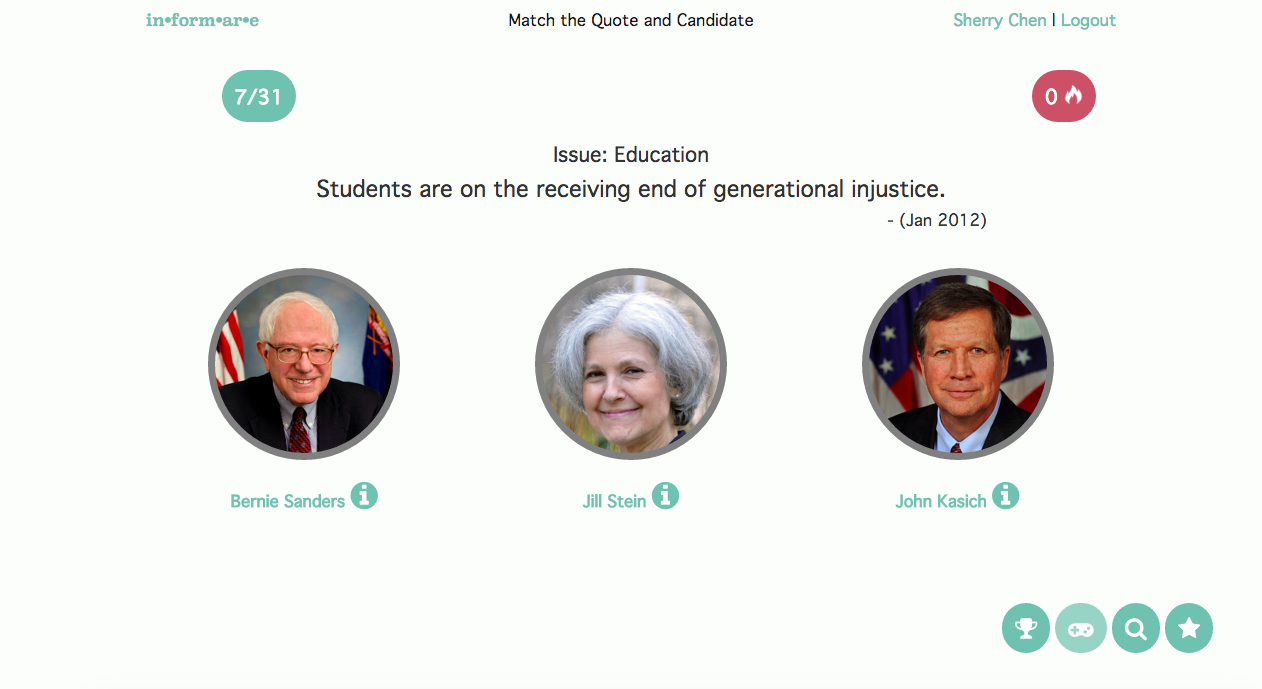 in•form•ar•e
Match the Quote and Candidate
Sherry Chen | Logout
7/31
0
Issue: Education
Students are on the receiving end of generational injustice.
- (Jan 2012)
Bernie Sanders
Jill Stein
John Kasich